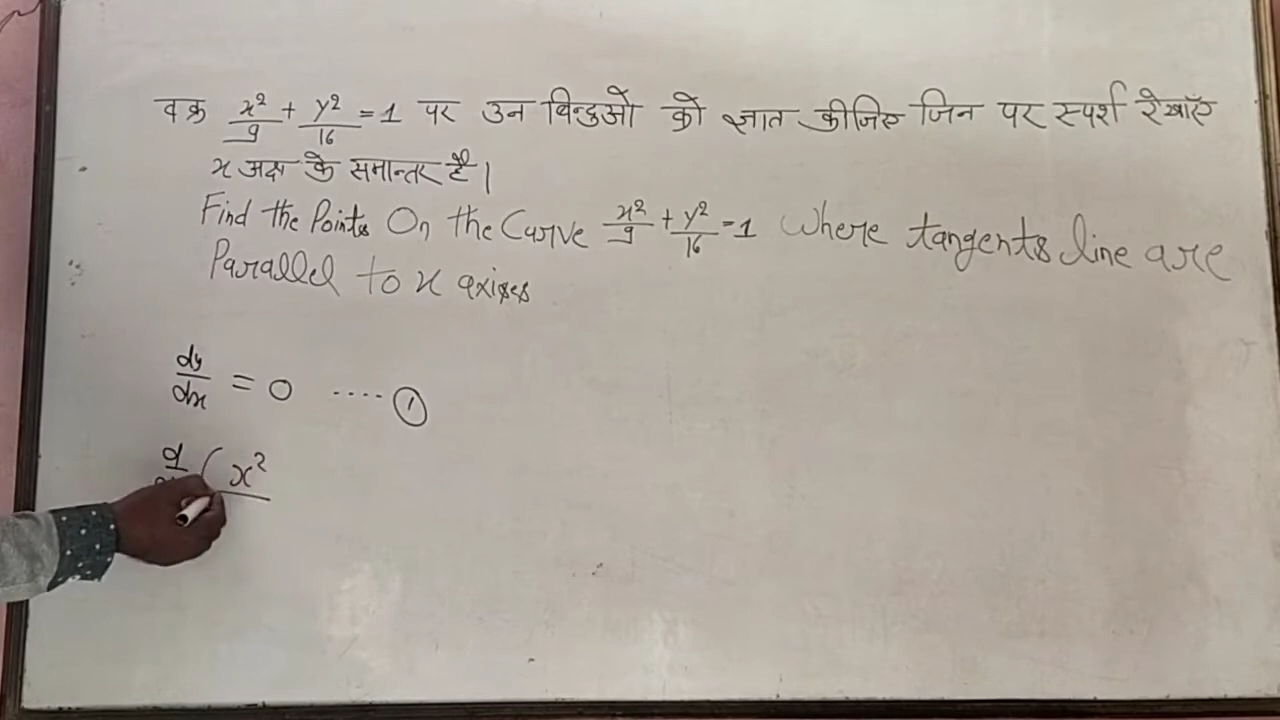 वक्र x²/9 + y²/16 = 1 पर उन बिन्दुओ को ज्ञात कीजिए जिन पर स्पर्श रेखाएँ
x अक्ष के समान्तर है।
Find the Points On the Curve x²/9 + y²/16 = 1 Where tangents line are
Parallel to x axises
dy/dx = 0 ....①
d ( x²